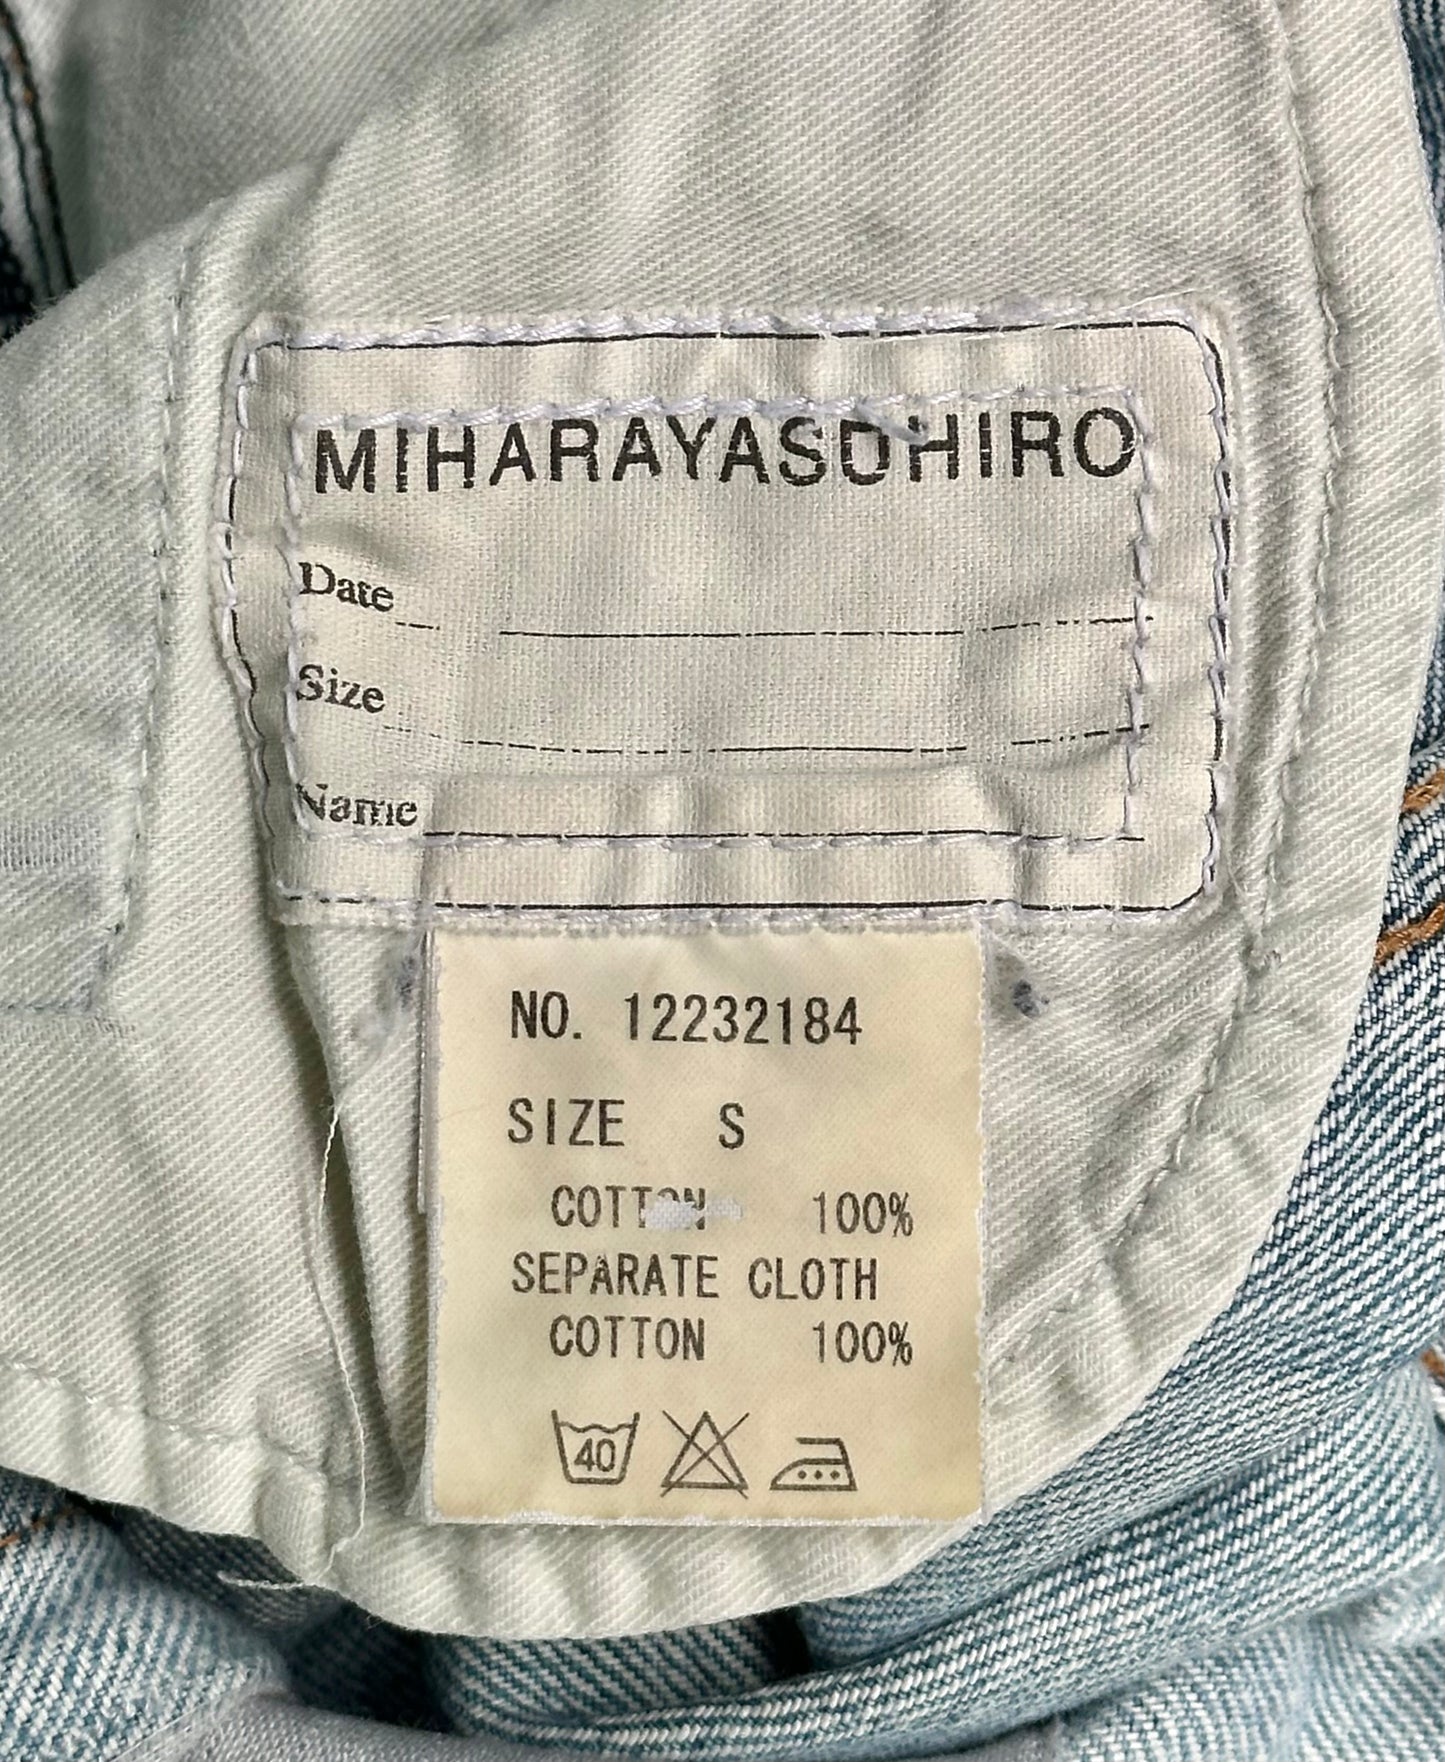 MIHARAYASUHIRO
Date
Size
Name
NO. 12232184
SIZE S
COTTON 100%
SEPARATE CLOTH
COTTON 100%
40